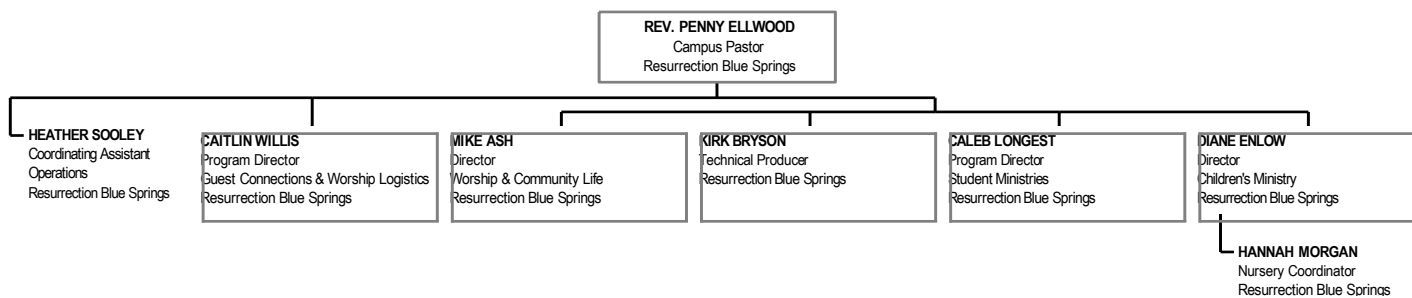 REV. PENNY ELLWOOD
Campus Pastor
Resurrection Blue Springs
HEATHER SOOLEY
Coordinating Assistant
Operations
Resurrection Blue Springs
CAITLIN WILLIS
Program Director
Guest Connections & Worship Logistics
Resurrection Blue Springs
MIKE ASH
Director
Worship & Community Life
Resurrection Blue Springs
KIRK BRYSON
Technical Producer
Resurrection Blue Springs
CALEB LONGEST
Program Director
Student Ministries
Resurrection Blue Springs
DIANE ENLOW
Director
Children's Ministry
Resurrection Blue Springs
HANNAH MORGAN
Nursery Coordinator
Resurrection Blue Springs